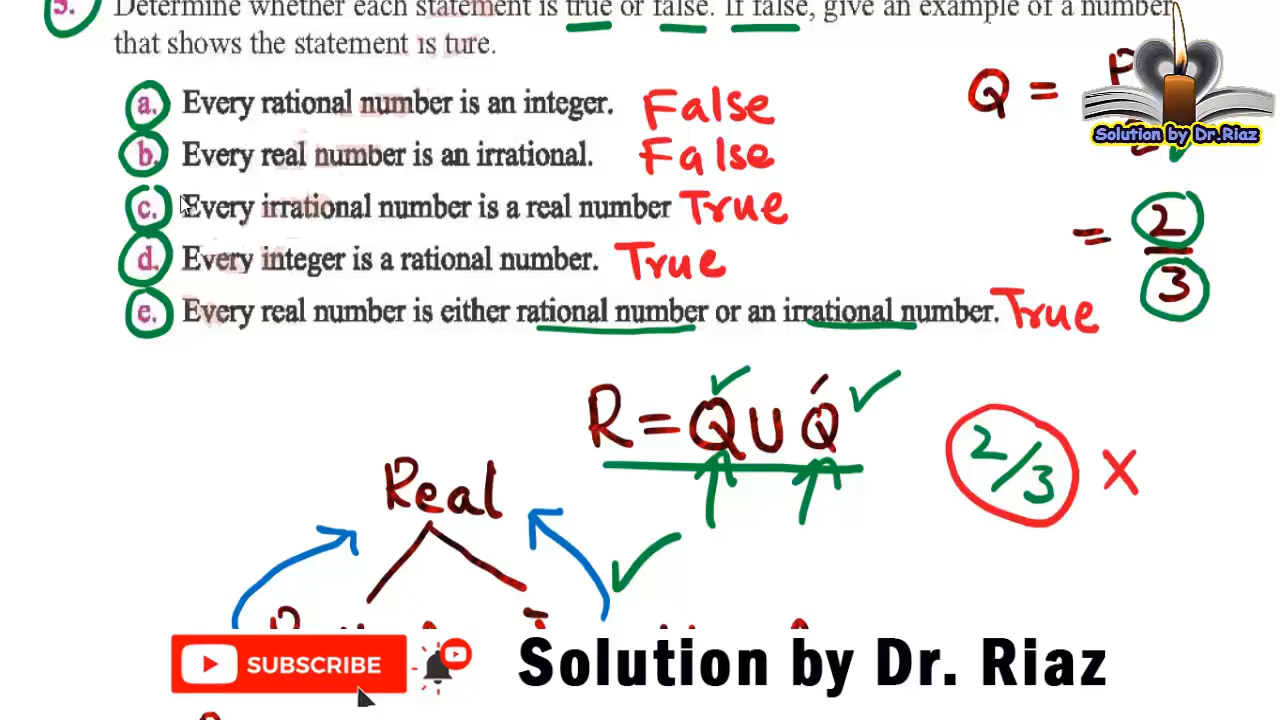 5. Determine whether each statement is true or false. If false, give an example of a number
that shows the statement is ture.
a. Every rational number is an integer. False
b. Every real number is an irrational. False
c. Every irrational number is a real number True
d. Every integer is a rational number. True
e. Every real number is either rational number or an irrational number. True
Q = P
Solution by Dr.Riaz
= 2
3
R = Q U Q́
2/3 X
Real
SUBSCRIBE
Solution by Dr. Riaz